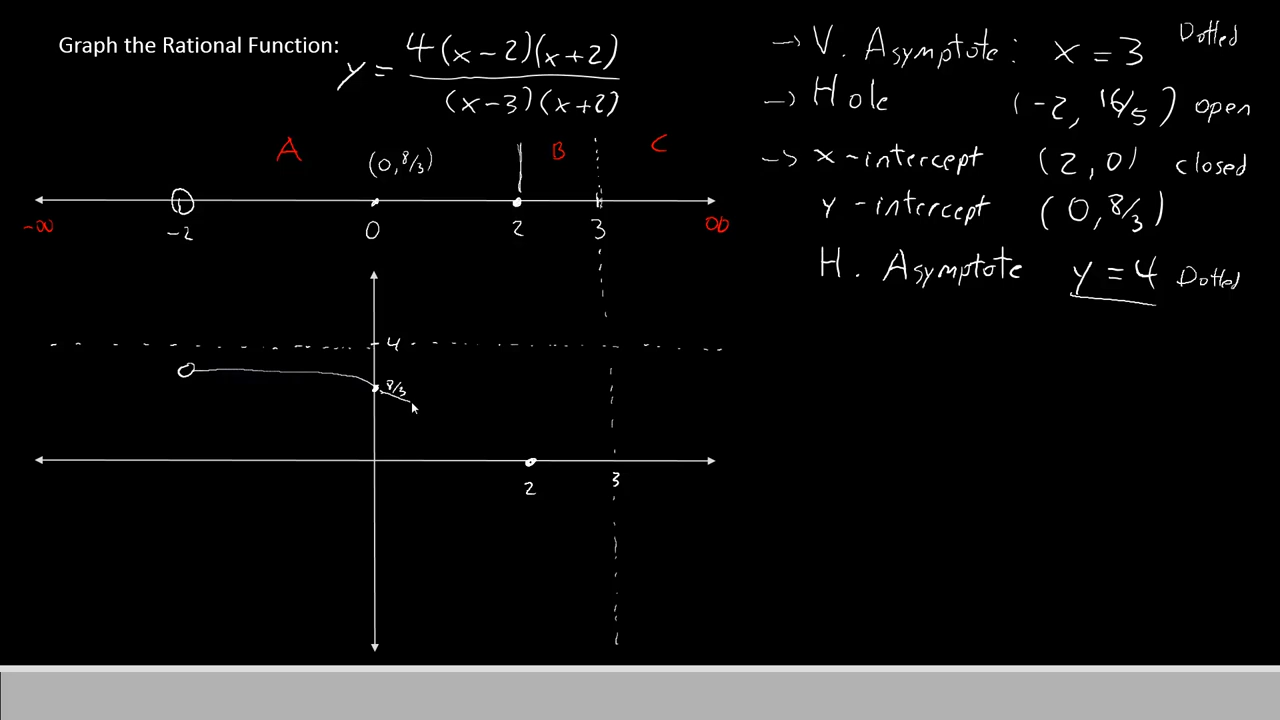 Graph the Rational Function: y = 4(x-2)(x+2) / (x-3)(x+2)
→ V. Asymptote: x = 3 Dotted
→ Hole (-2, 16/5) open
→ x-intercept (2, 0) closed
y-intercept (0, 8/3)
H. Asymptote y = 4 Dotted
A B C
(0, 8/3)
-∞ -2 0 2 3 ∞
4
8/3
2 3